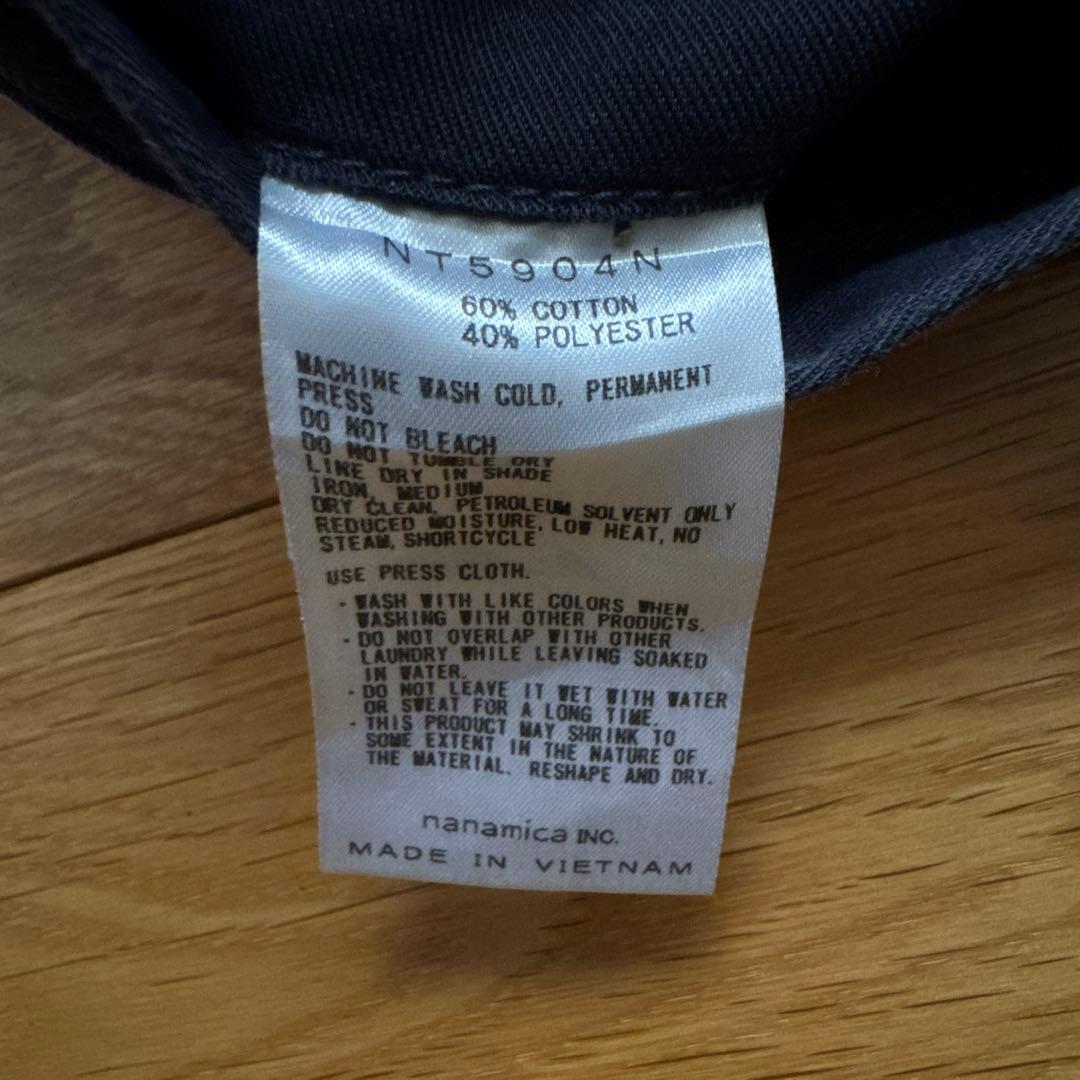 NT5904N
60% COTTON
40% POLYESTER
MACHINE WASH COLD, PERMANENT
PRESS
DO NOT BLEACH
DO NOT TUMBLE DRY
LINE DRY IN SHADE
IRON, MEDIUM
DRY CLEAN, PETROLEUM SOLVENT ONLY
REDUCED MOISTURE, LOW HEAT, NO
STEAM, SHORTCYCLE
USE PRESS CLOTH.
· WASH WITH LIKE COLORS WHEN
WASHING WITH OTHER PRODUCTS.
· DO NOT OVERLAP WITH OTHER
LAUNDRY WHILE LEAVING SOAKED
IN WATER.
· DO NOT LEAVE IT WET WITH WATER
OR SWEAT FOR A LONG TIME.
· THIS PRODUCT MAY SHRINK TO
SOME EXTENT IN THE NATURE OF
THE MATERIAL. RESHAPE AND DRY.
nanamica INC.
MADE IN VIETNAM